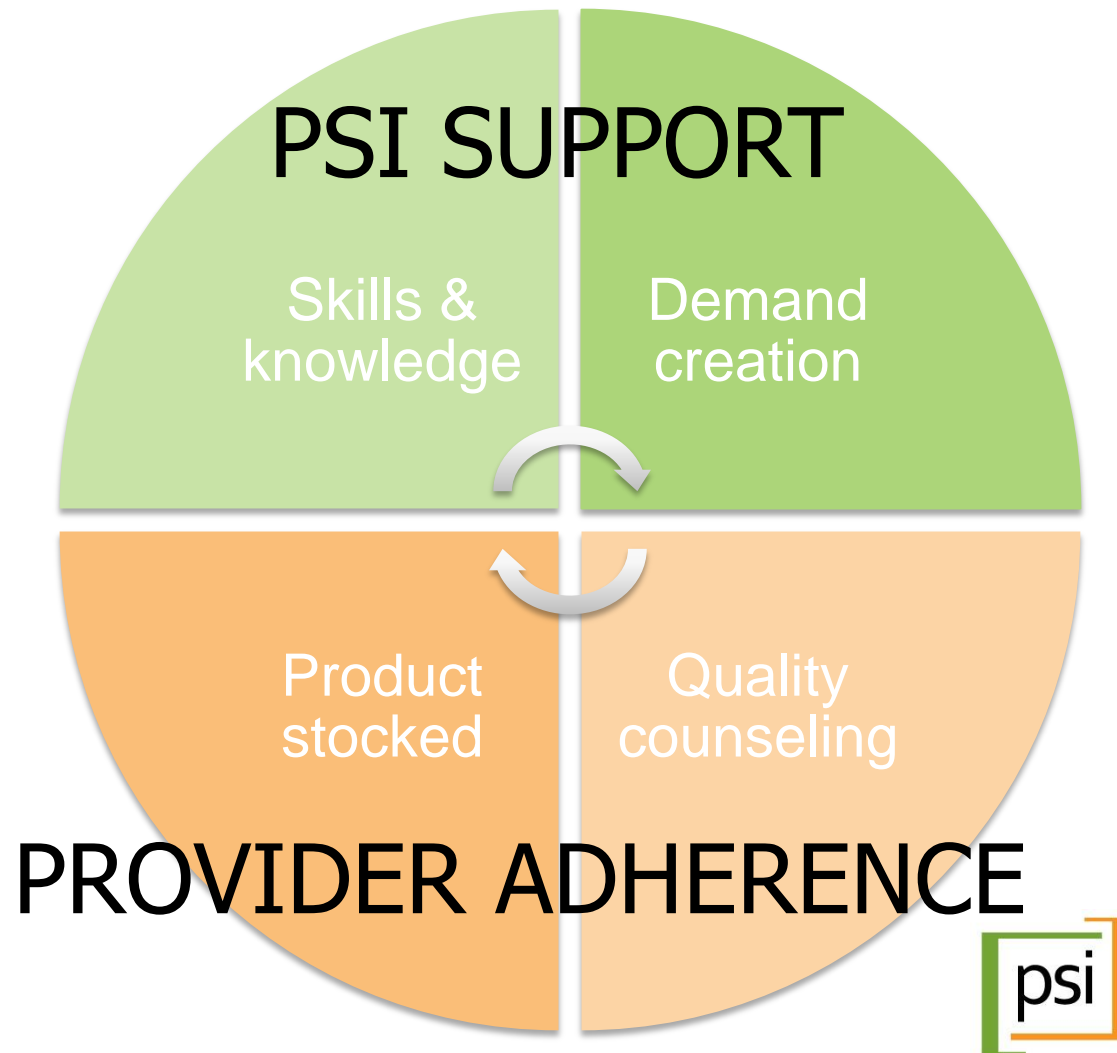 PSI SUPPORT
Skills &
knowledge
Demand
creation
Product
stocked
Quality
counseling
PROVIDER ADHERENCE
psi